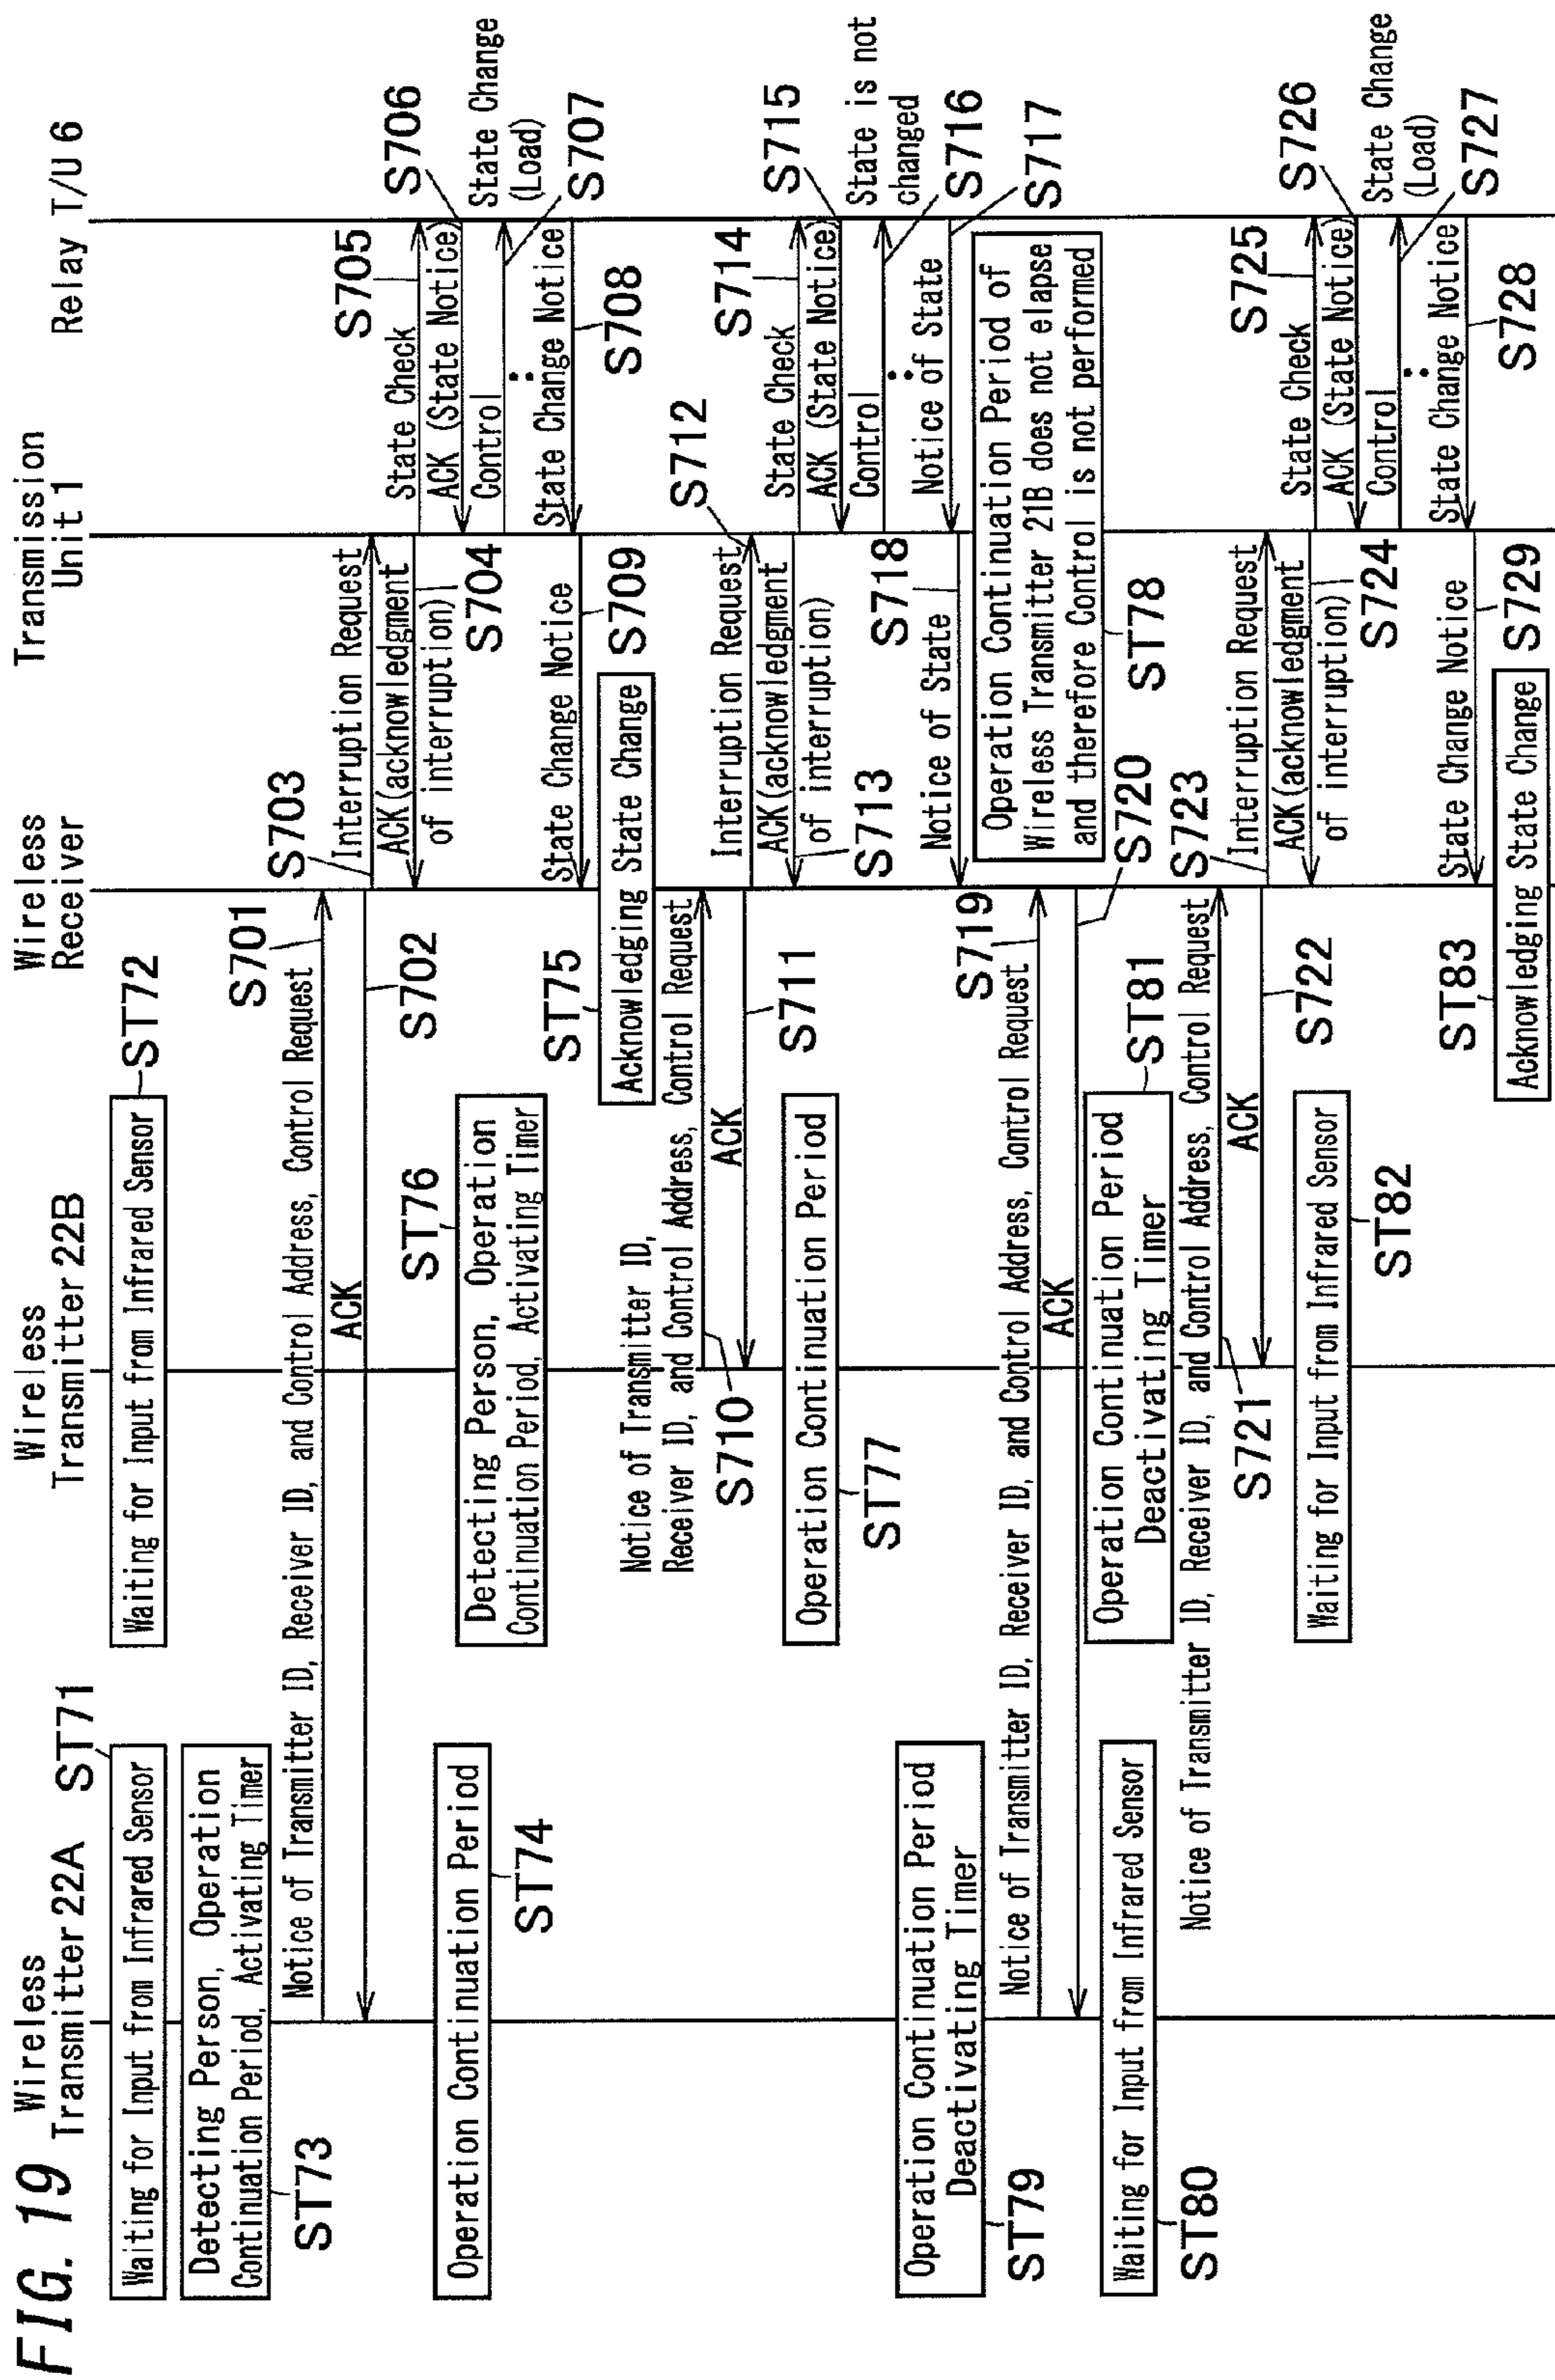 FIG. 19
Wireless
Transmitter 22A
Wireless
Transmitter 22B
Wireless
Receiver
Transmission
Unit 1
Relay T/U 6
ST71
Waiting for Input from Infrared Sensor
ST72
Waiting for Input from Infrared Sensor
Detecting Person, Operation
Continuation Period, Activating Timer
ST73
Notice of Transmitter ID, Receiver ID, and Control Address, Control Request
S701
ACK
S702
S703
Interruption Request
ACK(acknowledgment
of interruption)
S704
S705
State Check
ACK (State Notice)
S706
Control
State Change
(Load)
S707
State Change Notice
S708
State Change Notice
S709
Operation Continuation Period
ST74
ST75
Acknowledging State Change
ST76
Detecting Person, Operation
Continuation Period, Activating Timer
Notice of Transmitter ID,
Receiver ID, and Control Address, Control Request
S710
ACK
S711
S712
Interruption Request
ACK(acknowledgment
of interruption)
S713
S714
State Check
ACK (State Notice)
S715
Control
State is not
changed
S716
Notice of State
S717
S718
Notice of State
Operation Continuation Period
ST77
Operation Continuation Period of
Wireless Transmitter 21B does not elapse
and therefore Control is not performed
ST78
Operation Continuation Period
Deactivating Timer
ST79
Notice of Transmitter ID, Receiver ID, and Control Address, Control Request
S719
ACK
S720
Waiting for Input from Infrared Sensor
ST80
Operation Continuation Period
Deactivating Timer
ST81
Notice of Transmitter ID, Receiver ID, and Control Address, Control Request
S721
ACK
S722
Waiting for Input from Infrared Sensor
ST82
S723
Interruption Request
ACK(acknowledgment
of interruption)
S724
S725
State Check
ACK (State Notice)
S726
Control
State Change
(Load)
S727
State Change Notice
S728
State Change Notice
S729
ST83
Acknowledging State Change